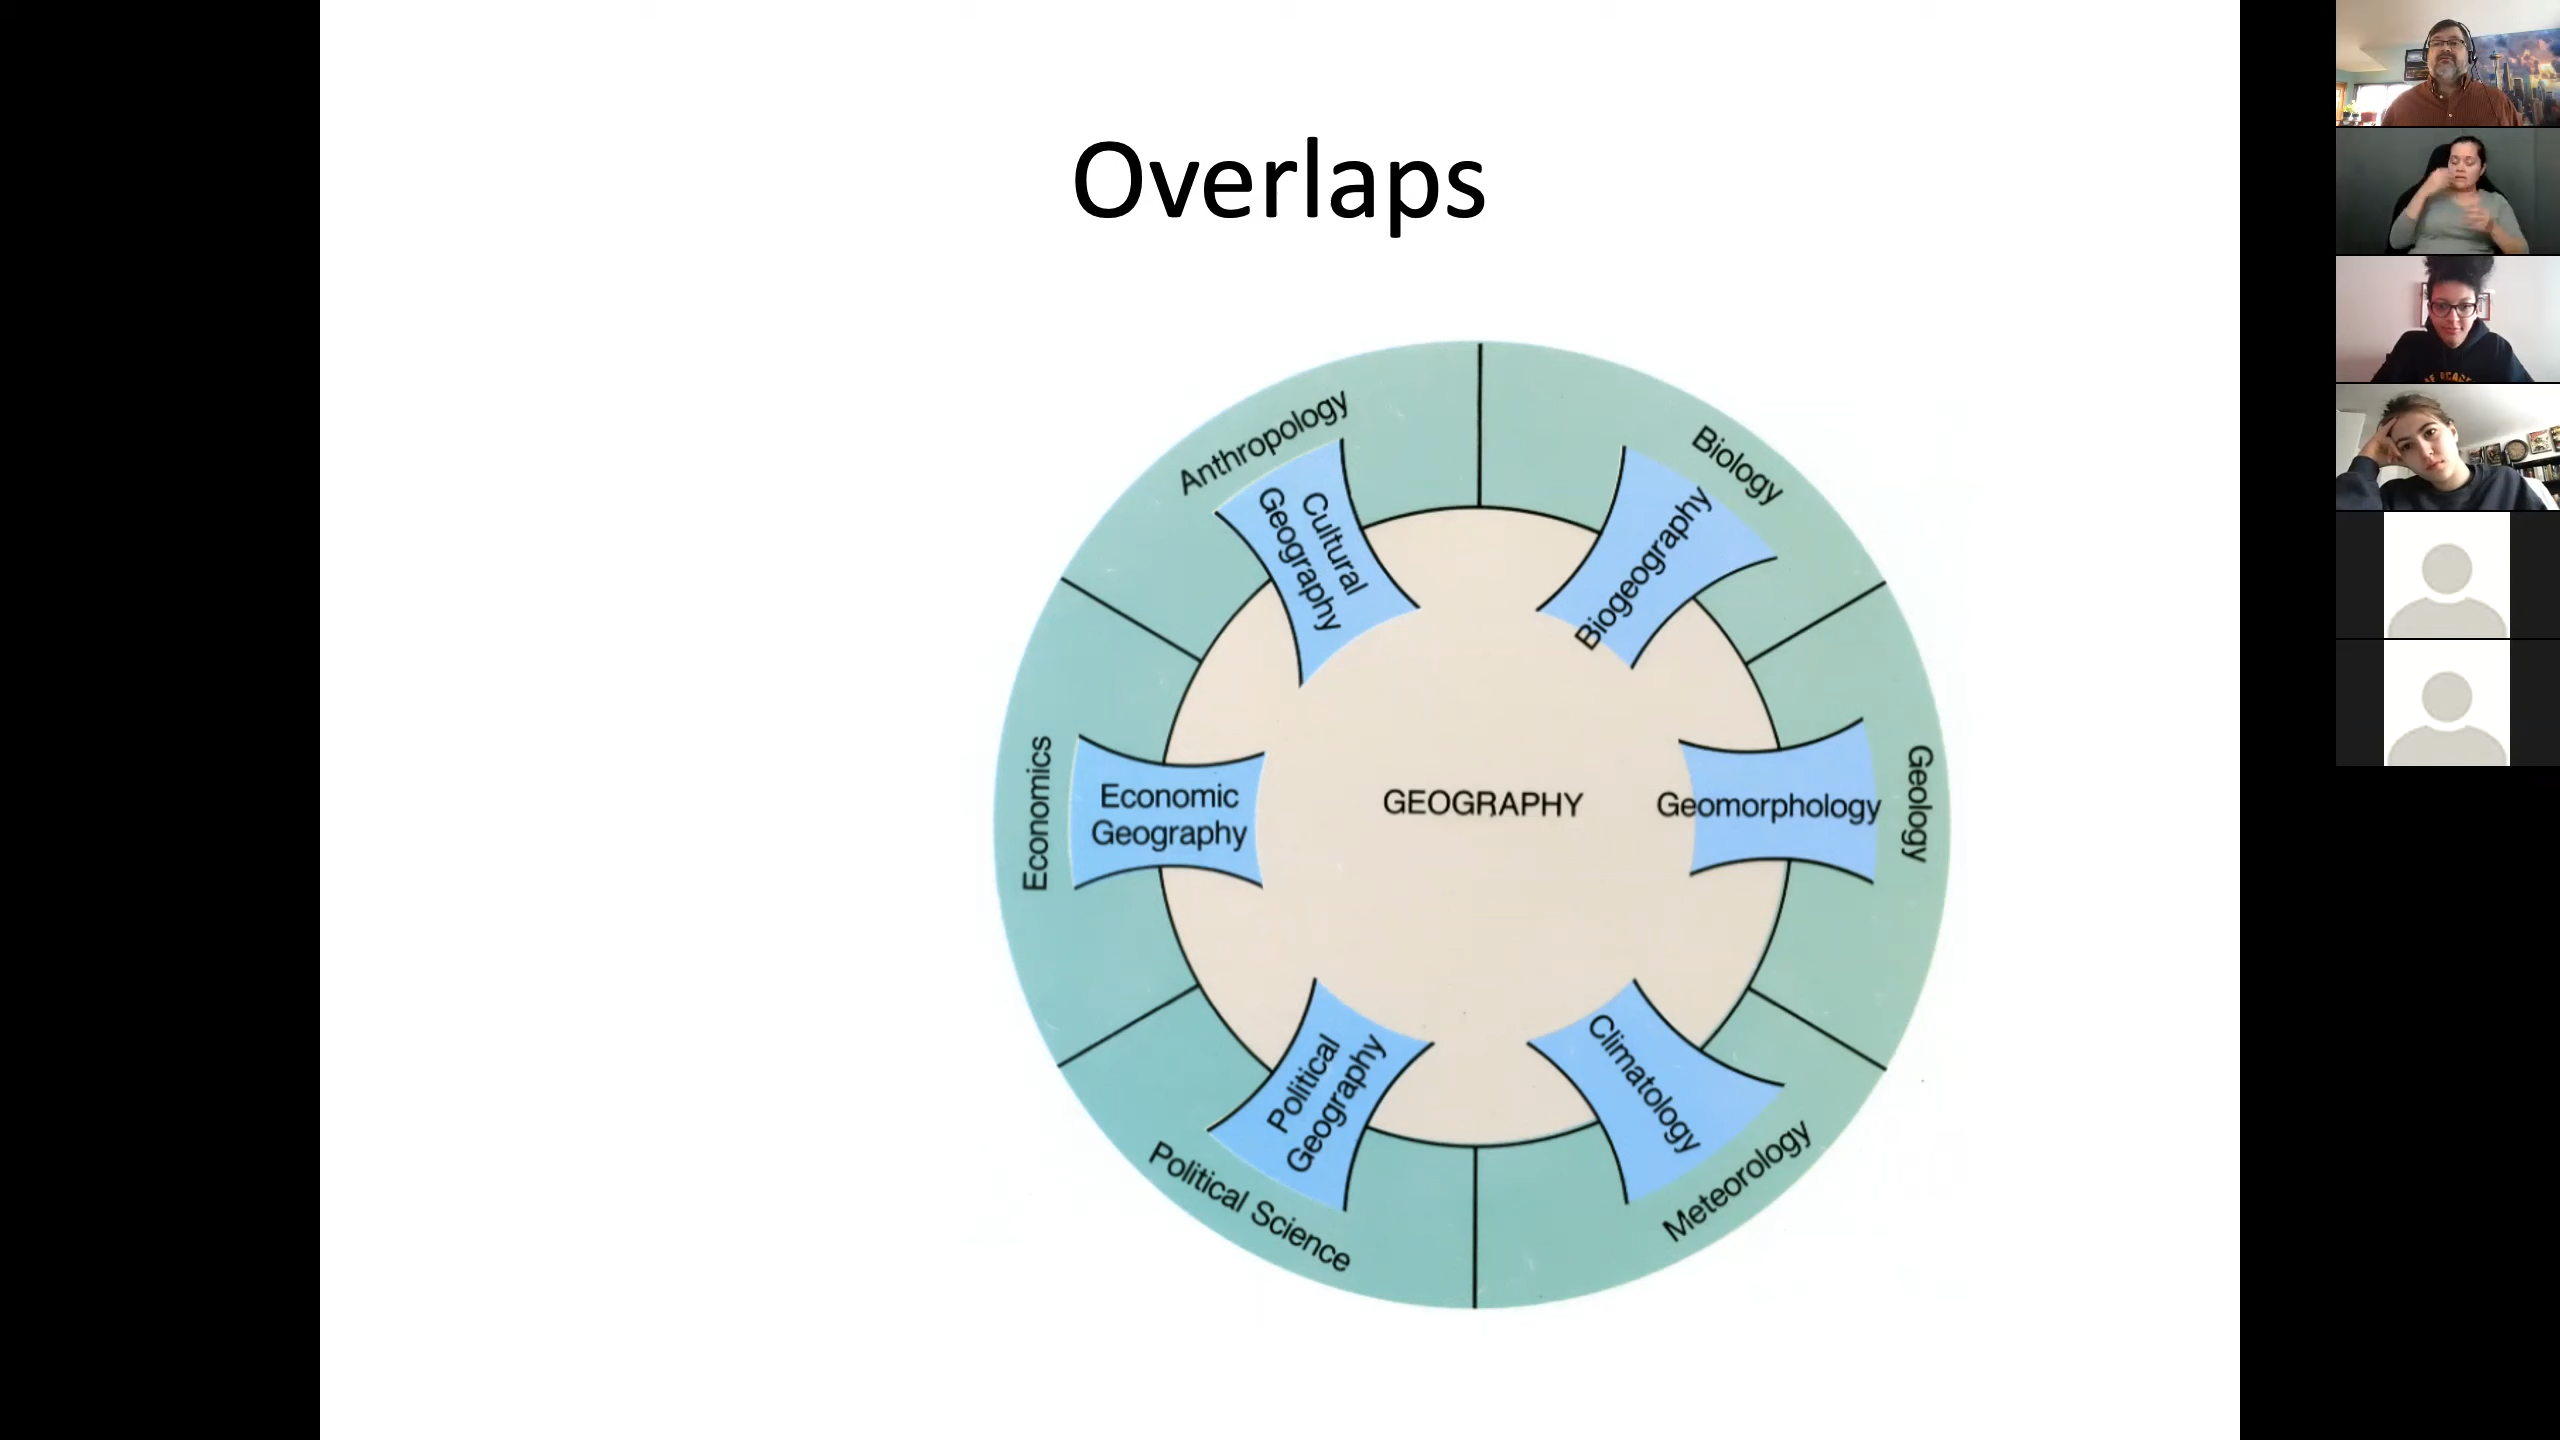 Overlaps
Anthropology
Cultural
Geography
Biology
Biogeography
Economics
Economic
Geography
GEOGRAPHY
Geomorphology
Geology
Political
Geography
Political Science
Climatology
Meteorology